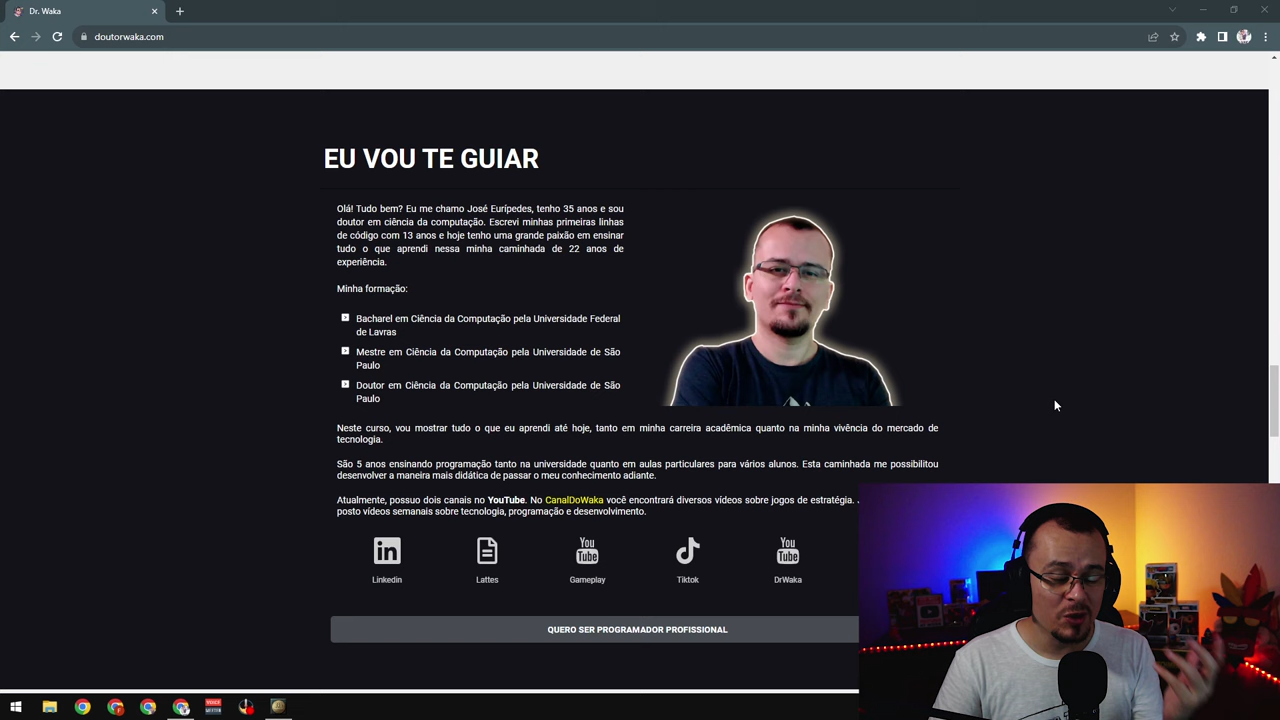 Dr. Waka
doutorwaka.com
EU VOU TE GUIAR
Olá! Tudo bem? Eu me chamo José Eurípedes, tenho 35 anos e sou
doutor em ciência da computação. Escrevi minhas primeiras linhas
de código com 13 anos e hoje tenho uma grande paixão em ensinar
tudo o que aprendi nessa minha caminhada de 22 anos de
experiência.
Minha formação:
Bacharel em Ciência da Computação pela Universidade Federal
de Lavras
Mestre em Ciência da Computação pela Universidade de São
Paulo
Doutor em Ciência da Computação pela Universidade de São
Paulo
Neste curso, vou mostrar tudo o que eu aprendi até hoje, tanto em minha carreira acadêmica quanto na minha vivência do mercado de
tecnologia.
São 5 anos ensinando programação tanto na universidade quanto em aulas particulares para vários alunos. Esta caminhada me possibilitou
desenvolver a maneira mais didática de passar o meu conhecimento adiante.
Atualmente, possuo dois canais no YouTube. No CanalDoWaka você encontrará diversos vídeos sobre jogos de estratégia.
posto vídeos semanais sobre tecnologia, programação e desenvolvimento.
in
You
Tube
You
Tube
Linkedin
Lattes
Gameplay
Tiktok
DrWaka
QUERO SER PROGRAMADOR PROFISSIONAL